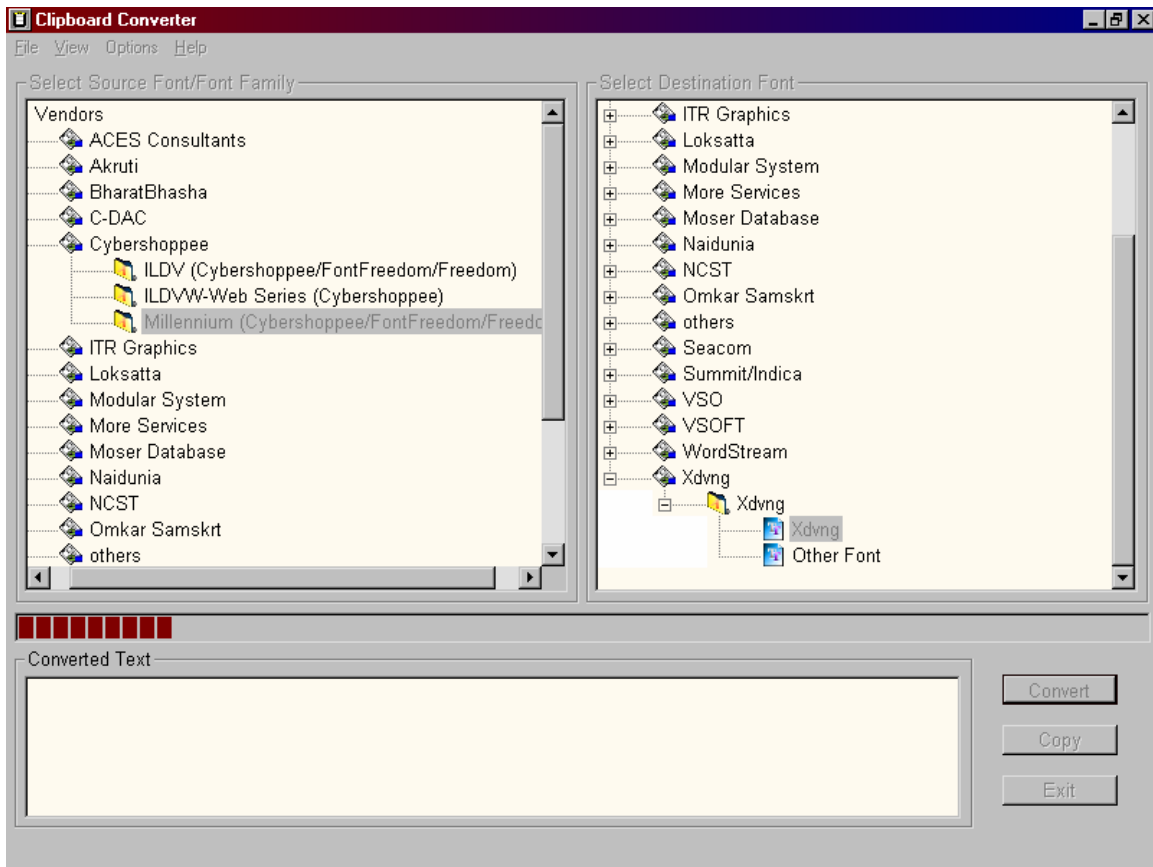 Clipboard Converter
File View Options Help
Select Source Font/Font Family
Vendors
ACES Consultants
Akruti
BharatBhasha
C-DAC
Cybershoppee
ILDV (Cybershoppee/FontFreedom/Freedom)
ILDVW-Web Series (Cybershoppee)
Millennium (Cybershoppee/FontFreedom/Freedo
ITR Graphics
Loksatta
Modular System
More Services
Moser Database
Naidunia
NCST
Omkar Samskrt
others
Select Destination Font
ITR Graphics
Loksatta
Modular System
More Services
Moser Database
Naidunia
NCST
Omkar Samskrt
others
Seacom
Summit/Indica
VSO
VSOFT
WordStream
Xdvng
Xdvng
Xdvng
Other Font
Converted Text
Convert
Copy
Exit